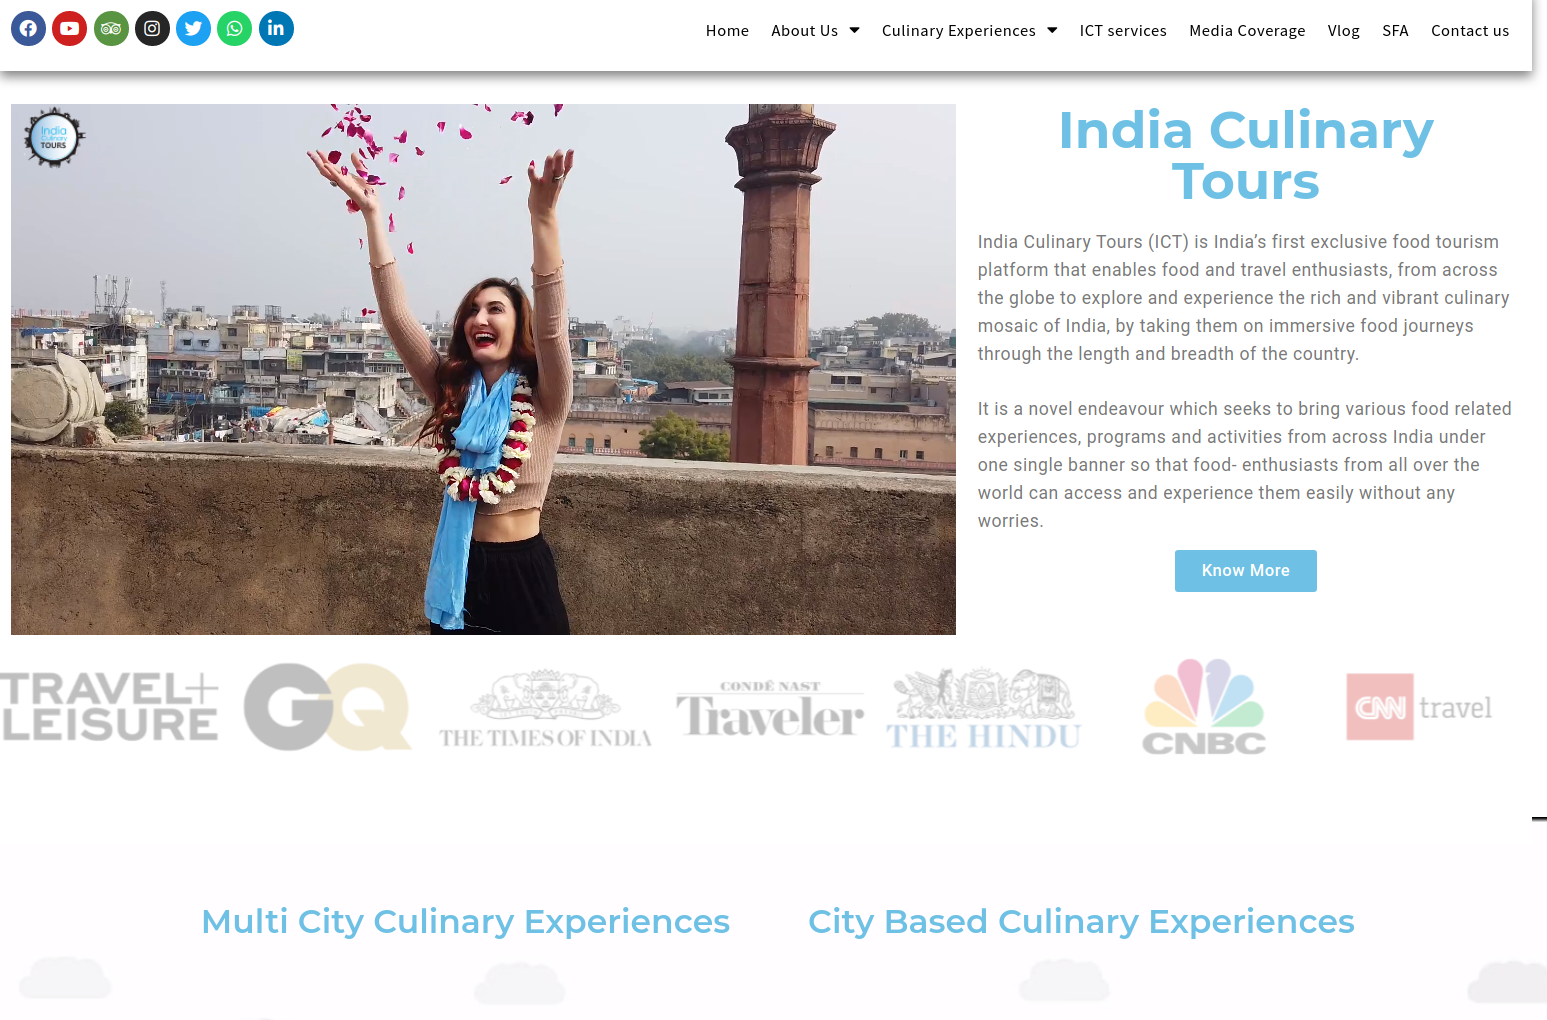 Home About Us Culinary Experiences ICT services Media Coverage Vlog SFA Contact us
India
Culinary
TOURS
India Culinary
Tours
India Culinary Tours (ICT) is India’s first exclusive food tourism
platform that enables food and travel enthusiasts, from across
the globe to explore and experience the rich and vibrant culinary
mosaic of India, by taking them on immersive food journeys
through the length and breadth of the country.
It is a novel endeavour which seeks to bring various food related
experiences, programs and activities from across India under
one single banner so that food- enthusiasts from all over the
world can access and experience them easily without any
worries.
Know More
TRAVEL+
LEISURE
GQ
THE TIMES OF INDIA
CONDÉ NAST
Traveler
THE HINDU
CNBC
CNN travel
Multi City Culinary Experiences
City Based Culinary Experiences